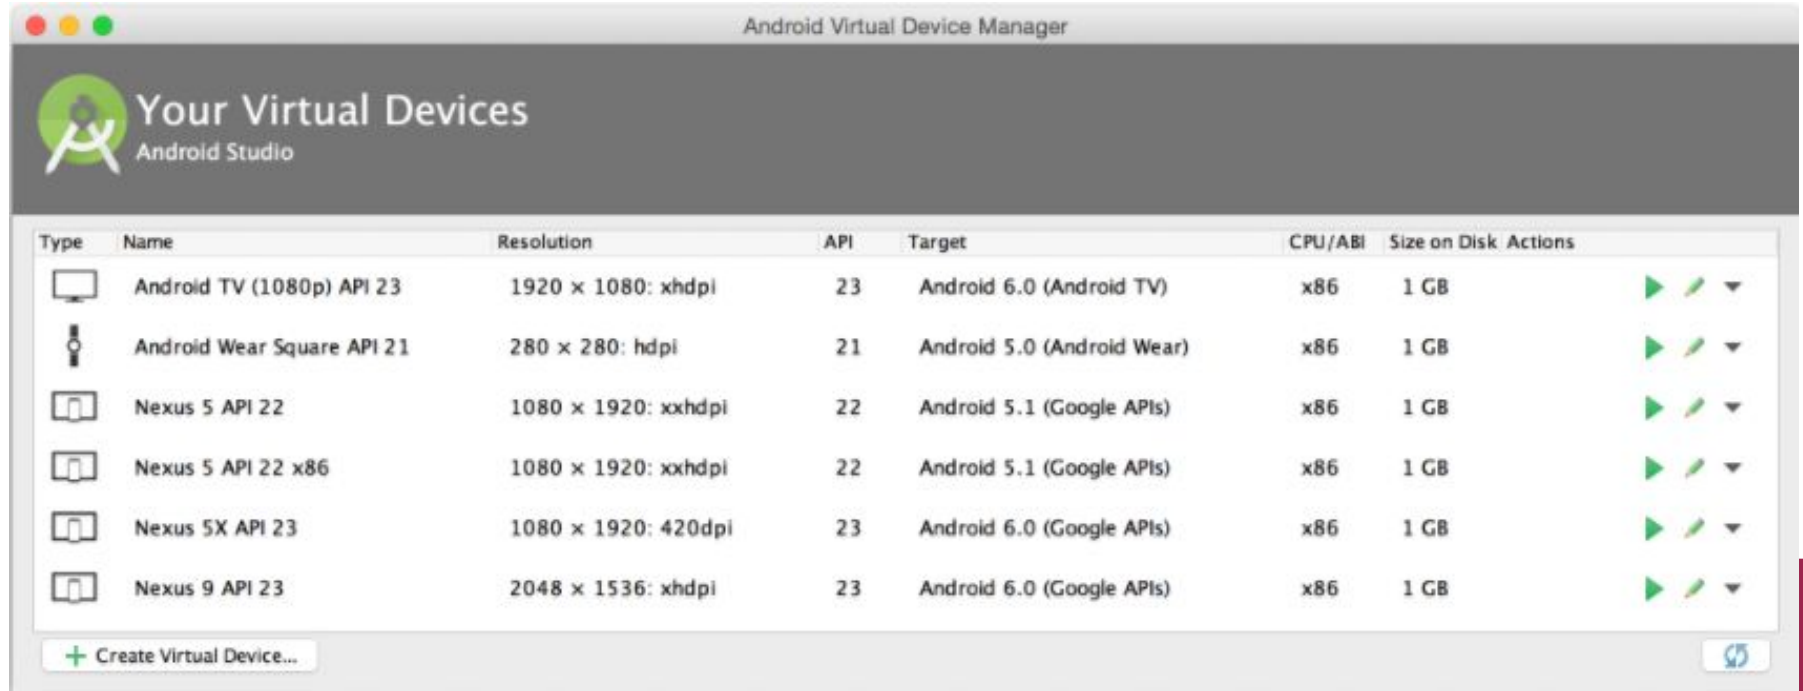 Android Virtual Device Manager
Your Virtual Devices
Android Studio
Type Name Resolution API Target CPU/ABI Size on Disk Actions
Android TV (1080p) API 23 1920 × 1080: xhdpi 23 Android 6.0 (Android TV) x86 1 GB
Android Wear Square API 21 280 × 280: hdpi 21 Android 5.0 (Android Wear) x86 1 GB
Nexus 5 API 22 1080 × 1920: xxhdpi 22 Android 5.1 (Google APIs) x86 1 GB
Nexus 5 API 22 x86 1080 × 1920: xxhdpi 22 Android 5.1 (Google APIs) x86 1 GB
Nexus 5X API 23 1080 × 1920: 420dpi 23 Android 6.0 (Google APIs) x86 1 GB
Nexus 9 API 23 2048 × 1536: xhdpi 23 Android 6.0 (Google APIs) x86 1 GB
Create Virtual Device...